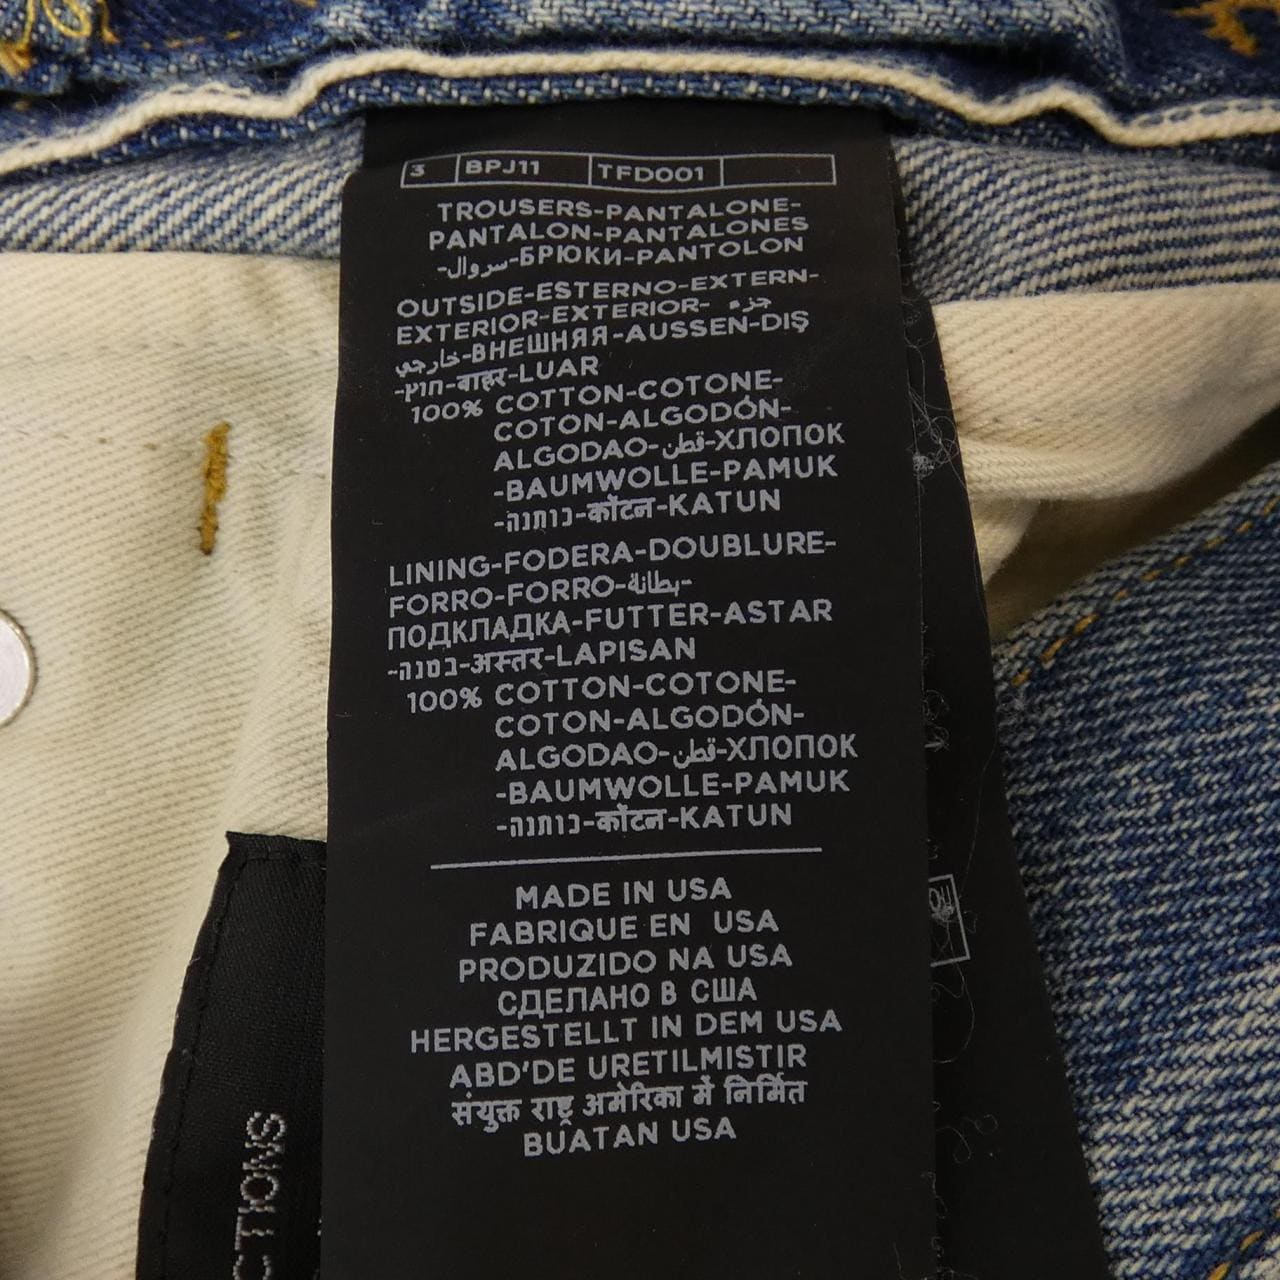 3 BPJ11 TFD001
TROUSERS-PANTALONE-
PANTALON-PANTALONES
-سروال-БРЮКИ-PANTOLON
OUTSIDE-ESTERNO-EXTERN-
EXTERIOR-EXTERIOR- جزء
خارجي-ВНЕШНЯЯ-AUSSEN-DIŞ
-חוץ-बाहर-LUAR
100% COTTON-COTONE-
COTON-ALGODÓN-
ALGODAO-قطن-ХЛОПОК
-BAUMWOLLE-PAMUK
-כותנה-कॉटन-KATUN
LINING-FODERA-DOUBLURE-
FORRO-FORRO-بطانة-
ПОДКЛАДКА-FUTTER-ASTAR
-בטנה-अस्तर-LAPISAN
100% COTTON-COTONE-
COTON-ALGODÓN-
ALGODAO-قطن-ХЛОПОК
-BAUMWOLLE-PAMUK
-כותנה-कॉटन-KATUN
MADE IN USA
FABRIQUE EN USA
PRODUZIDO NA USA
СДЕЛАНО В США
HERGESTELLT IN DEM USA
ABD'DE URETILMISTIR
संयुक्त राष्ट्र अमेरिका में निर्मित
BUATAN USA
CTIONS